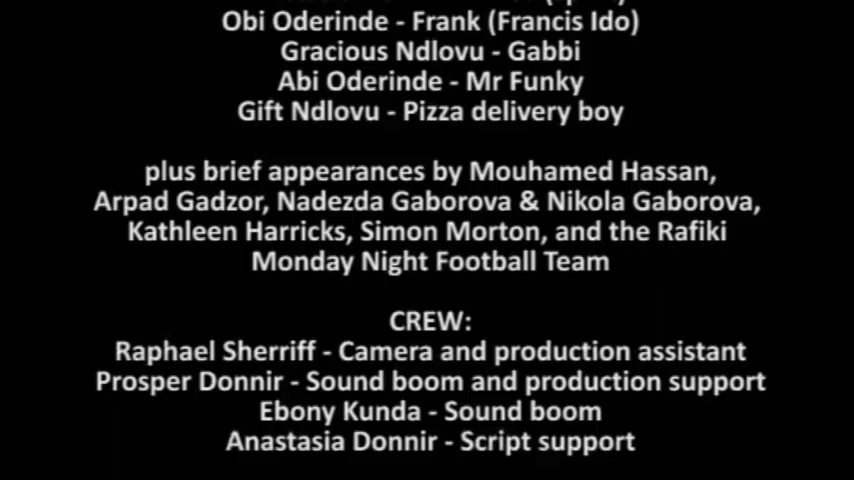 Obi Oderinde - Frank (Francis Ido)
Gracious Ndlovu - Gabbi
Abi Oderinde - Mr Funky
Gift Ndlovu - Pizza delivery boy
plus brief appearances by Mouhamed Hassan,
Arpad Gadzor, Nadezda Gaborova & Nikola Gaborova,
Kathleen Harricks, Simon Morton, and the Rafiki
Monday Night Football Team
CREW:
Raphael Sherriff - Camera and production assistant
Prosper Donnir - Sound boom and production support
Ebony Kunda - Sound boom
Anastasia Donnir - Script support